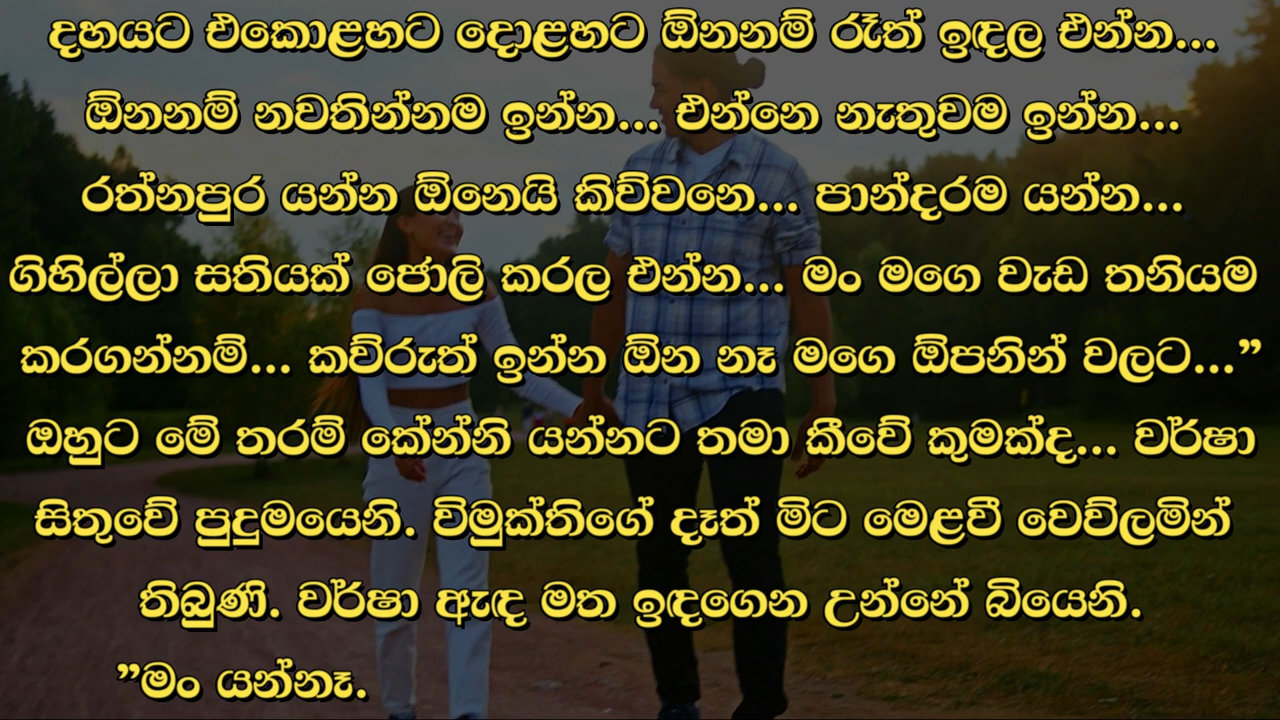 දහයට එකොළහට දොළහට ඕනනම් රෑත් ඉඳල එන්න...
ඕනනම් නවතින්නම ඉන්න... එන්නෙ නැතුවම ඉන්න...
රත්නපුර යන්න ඕනෙයි කිව්වනෙ... පාන්දරම යන්න...
ගිහිල්ලා සතියක් ජොලි කරල එන්න... මං මගෙ වැඩ තනියම
කරගන්නම්... කව්රුත් ඉන්න ඕන නෑ මගෙ ඕපනින් වලට...”
ඔහුට මේ තරම් කේන්ති යන්නට තමා කීවේ කුමක්ද... වර්ෂා
සිතුවේ පුදුමයෙනි. විමුක්තිගේ දෑත් මිට මෙළවී වෙව්ලමින්
තිබුණි. වර්ෂා ඇඳ මත ඉඳගෙන උන්නේ බියෙනි.
”මං යන්නෑ.